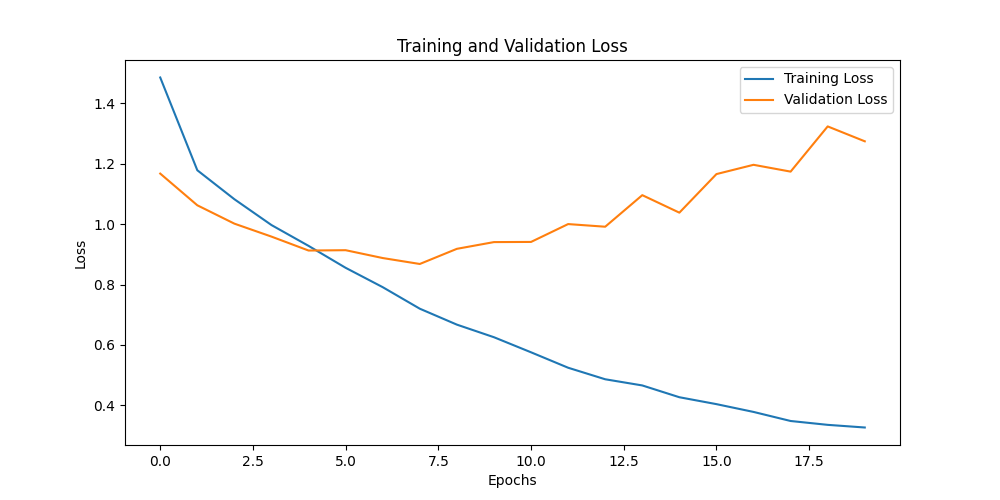 Training and Validation Loss
Training Loss
Validation Loss
1.4
1.2
1.0
0.8
0.6
0.4
Loss
0.0 2.5 5.0 7.5 10.0 12.5 15.0 17.5
Epochs